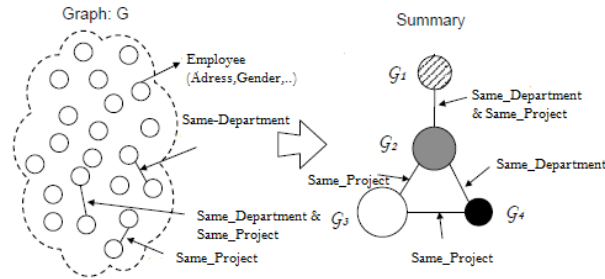 Graph: G
Summary
Employee
(Adress,Gender,..)
Same-Department
Same_Department &
Same_Project
Same_Project
G1
Same_Department
& Same_Project
G2
Same_Project
Same_Department
G3
G4
Same_Project